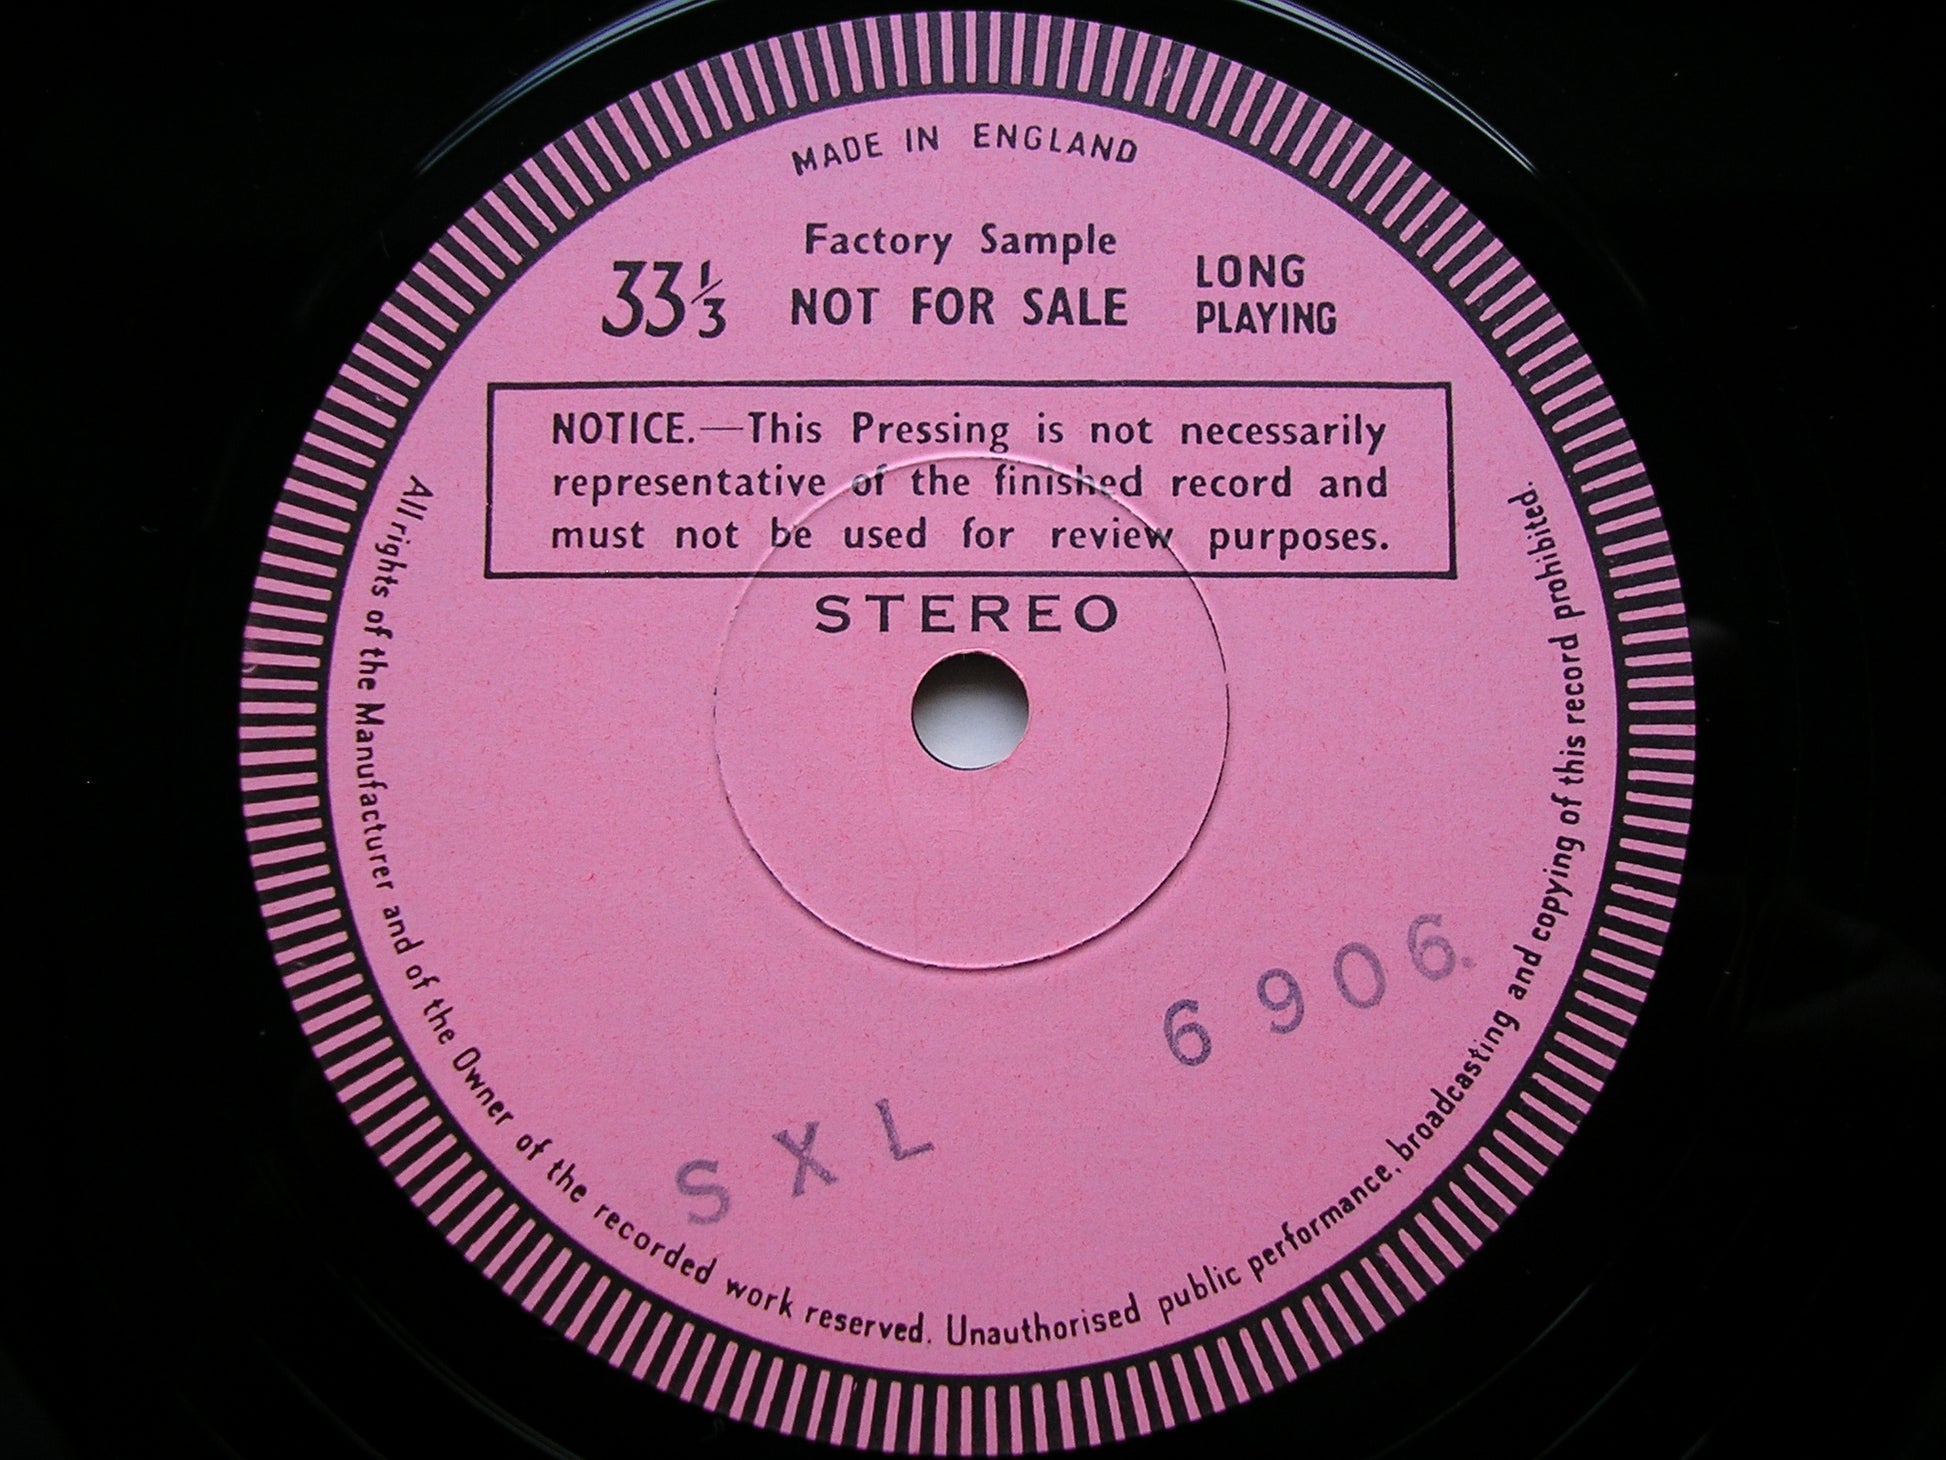 MADE IN ENGLAND
Factory Sample
33 1/3 NOT FOR SALE LONG PLAYING
NOTICE.—This Pressing is not necessarily
representative of the finished record and
must not be used for review purposes.
STEREO
SXL 6906.
All rights of the Manufacturer and of the Owner of the recorded work reserved. Unauthorised public performance, broadcasting and copying of this record prohibited.